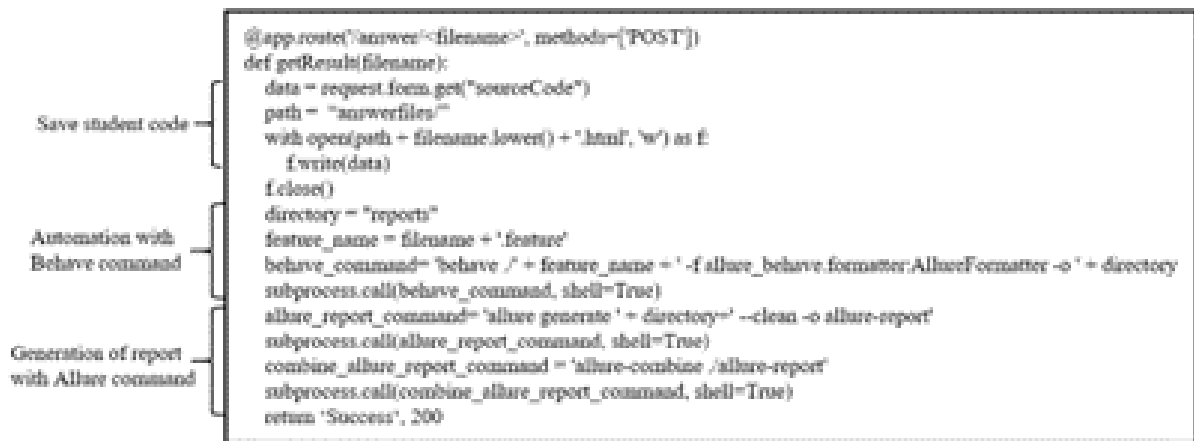 @app.route('/answer/<filename>', methods=['POST'])
def getResult(filename):
data = request.form.get("sourceCode")
path = "answerfiles/"
with open(path + filename.lower() + '.html', 'w') as f:
f.write(data)
f.close()
directory = "reports"
feature_name = filename + '.feature'
behave_command= 'behave ./' + feature_name + ' -f allure_behave.formatter:AllureFormatter -o ' + directory
subprocess.call(behave_command, shell=True)
allure_report_command= 'allure generate ' + directory+' --clean -o allure-report'
subprocess.call(allure_report_command, shell=True)
combine_allure_report_command = 'allure-combine ./allure-report'
subprocess.call(combine_allure_report_command, shell=True)
return 'Success', 200
Save student code
Automation with
Behave command
Generation of report
with Allure command